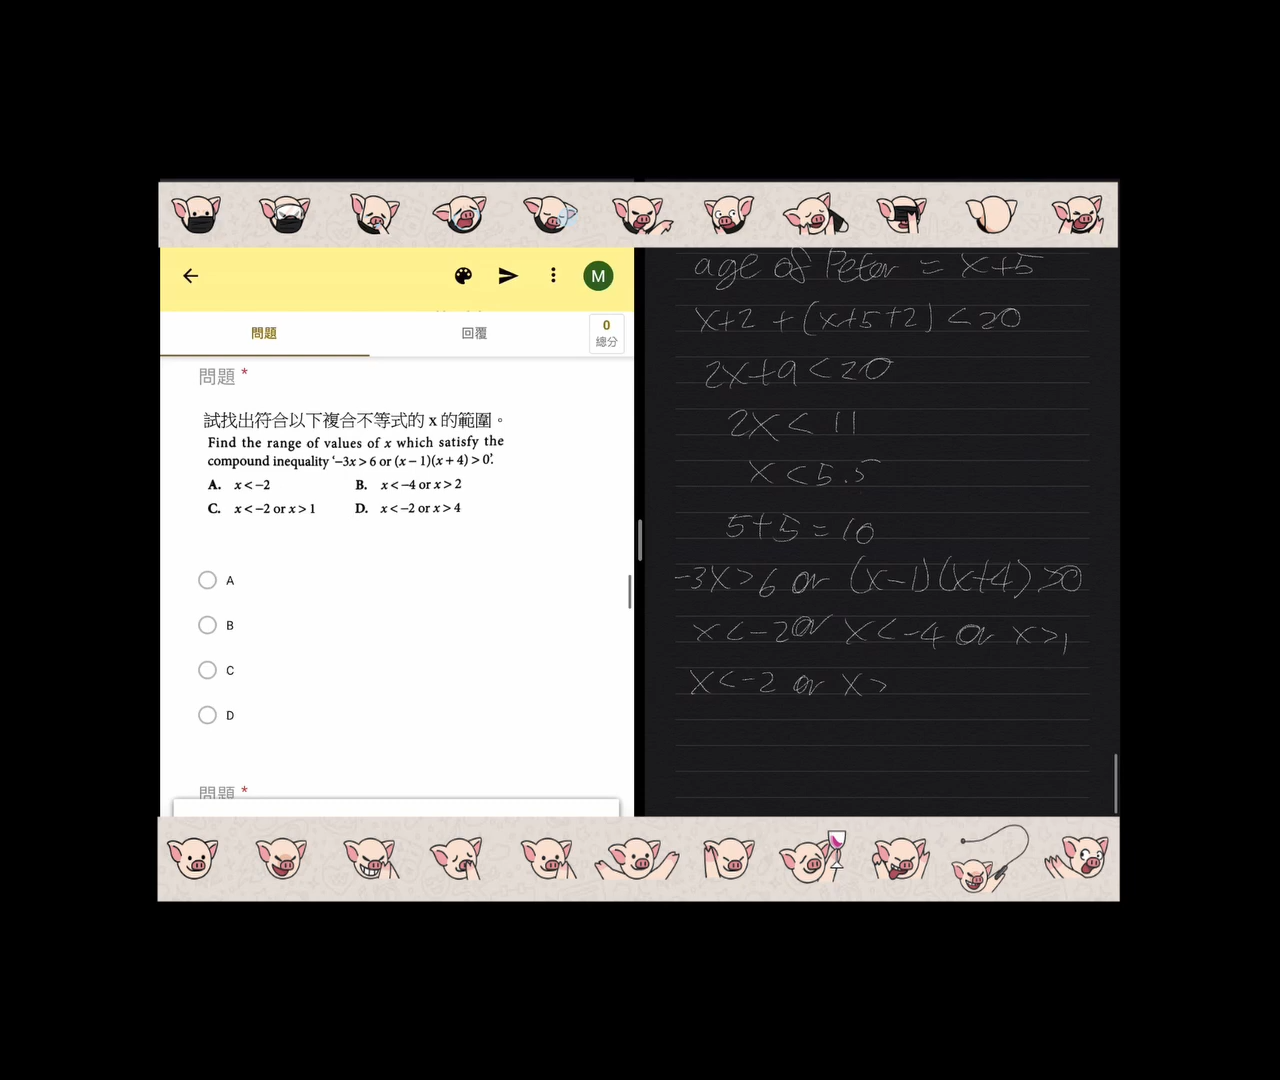 M
問題
回覆
0
總分
問題 *
試找出符合以下複合不等式的 x 的範圍。
Find the range of values of x which satisfy the
compound inequality ‘−3x > 6 or (x − 1)(x + 4) > 0’.
A. x < −2
B. x < −4 or x > 2
C. x < −2 or x > 1
D. x < −2 or x > 4
A
B
C
D
問題 *
age of Peter = x+5
x+2 + (x+5+2) < 20
2x+9 < 20
2x < 11
x < 5.5
5+5 = 10
-3x > 6 or (x-1)(x+4) > 0
x < -2 or x < -4 or x > 1
x < -2 or x >